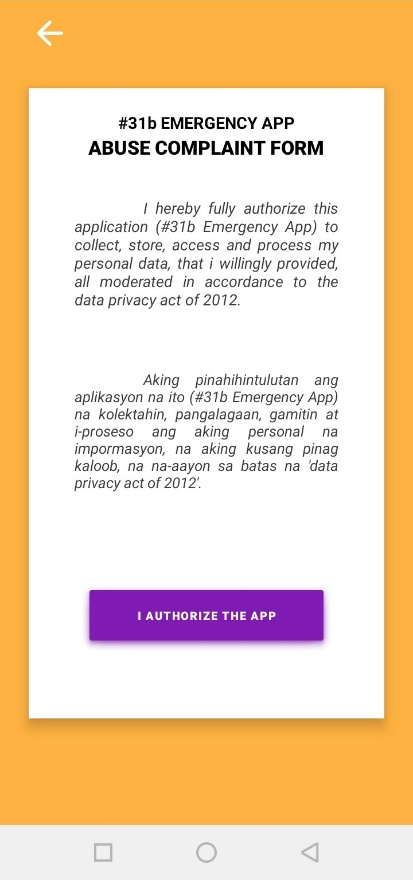 #31b EMERGENCY APP
ABUSE COMPLAINT FORM
I hereby fully authorize this
application (#31b Emergency App) to
collect, store, access and process my
personal data, that i willingly provided,
all moderated in accordance to the
data privacy act of 2012.
Aking pinahihintulutan ang
aplikasyon na ito (#31b Emergency App)
na kolektahin, pangalagaan, gamitin at
i-proseso ang aking personal na
impormasyon, na aking kusang pinag
kaloob, na na-aayon sa batas na 'data
privacy act of 2012'.
I AUTHORIZE THE APP